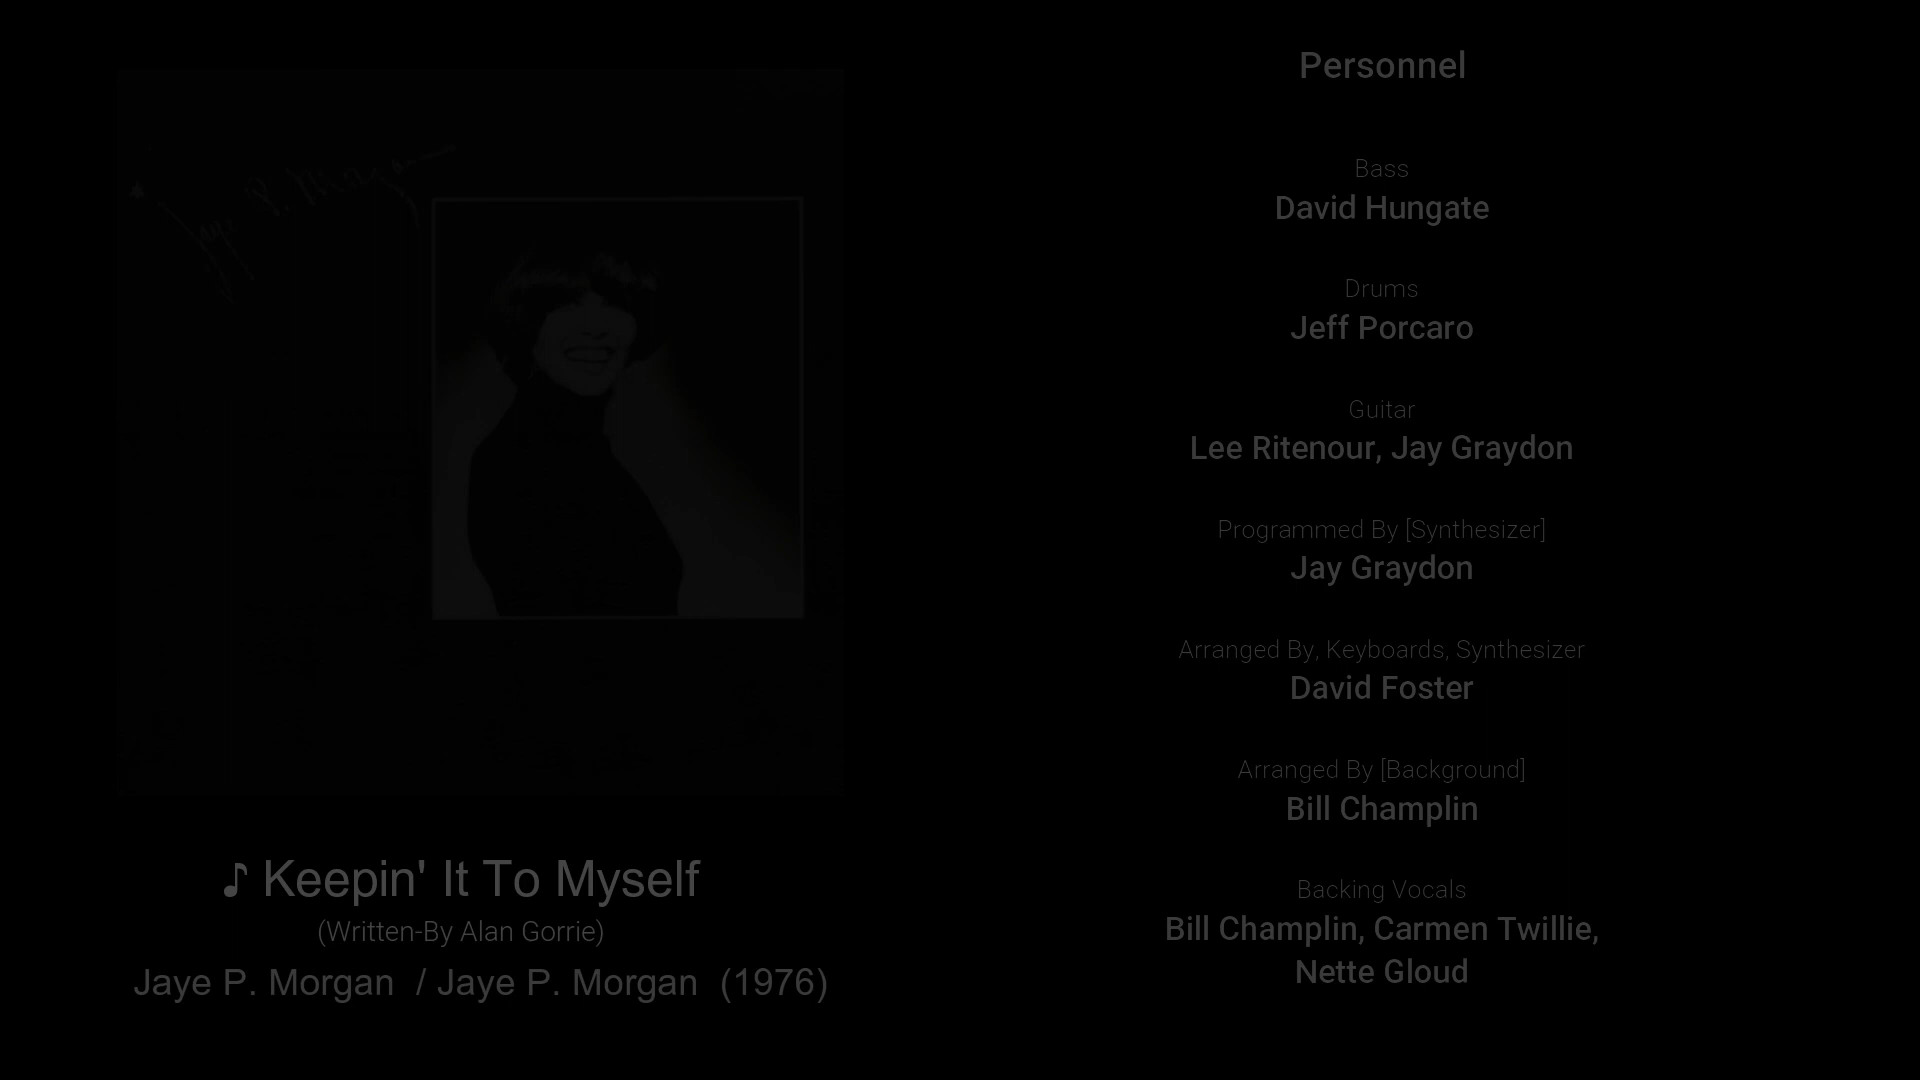 Jaye P. Morgan
♪ Keepin' It To Myself
(Written-By Alan Gorrie)
Jaye P. Morgan / Jaye P. Morgan (1976)
Personnel
Bass
David Hungate
Drums
Jeff Porcaro
Guitar
Lee Ritenour, Jay Graydon
Programmed By [Synthesizer]
Jay Graydon
Arranged By, Keyboards, Synthesizer
David Foster
Arranged By [Background]
Bill Champlin
Backing Vocals
Bill Champlin, Carmen Twillie,
Nette Gloud